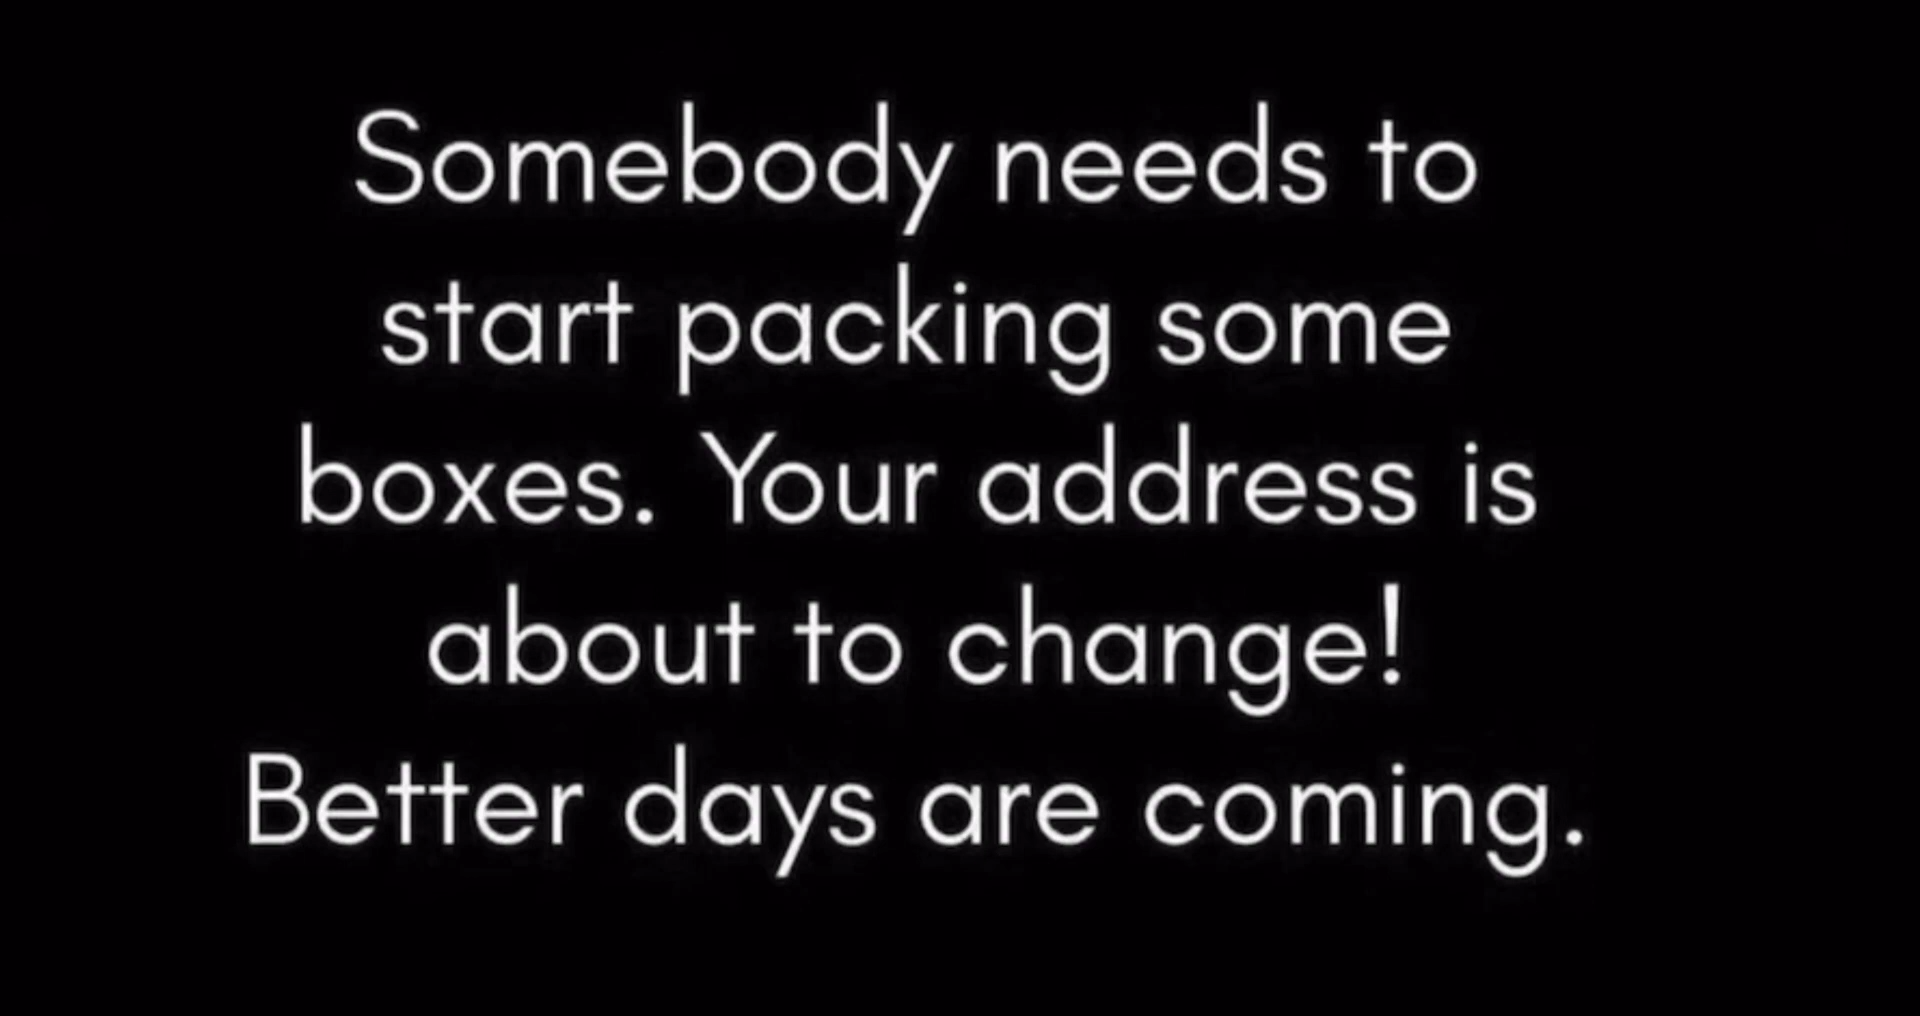 Somebody needs to
start packing some
boxes. Your address is
about to change!
Better days are coming.